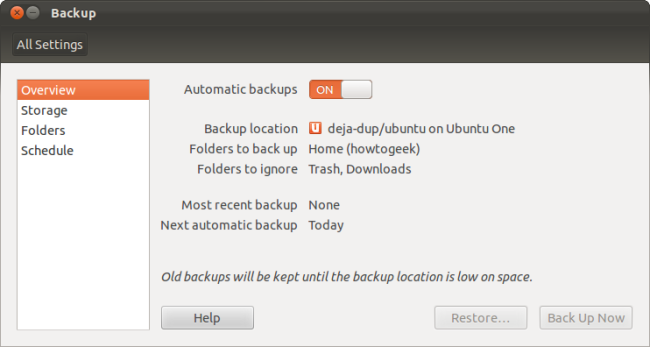 Backup
All Settings
Overview
Storage
Folders
Schedule
Automatic backups ON
Backup location U deja-dup/ubuntu on Ubuntu One
Folders to back up Home (howtogeek)
Folders to ignore Trash, Downloads
Most recent backup None
Next automatic backup Today
Old backups will be kept until the backup location is low on space.
Help Restore... Back Up Now